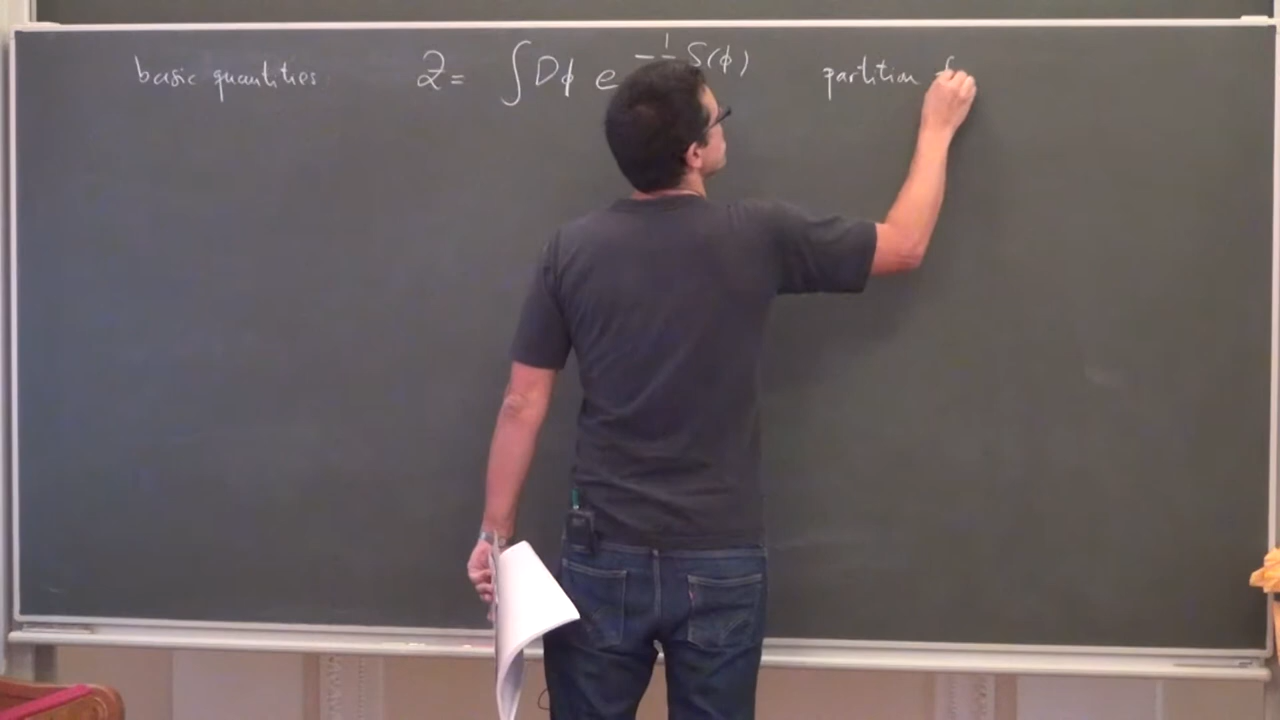 basic quantities Z = ∫ Dϕ e^{-1 S(ϕ)} partition f